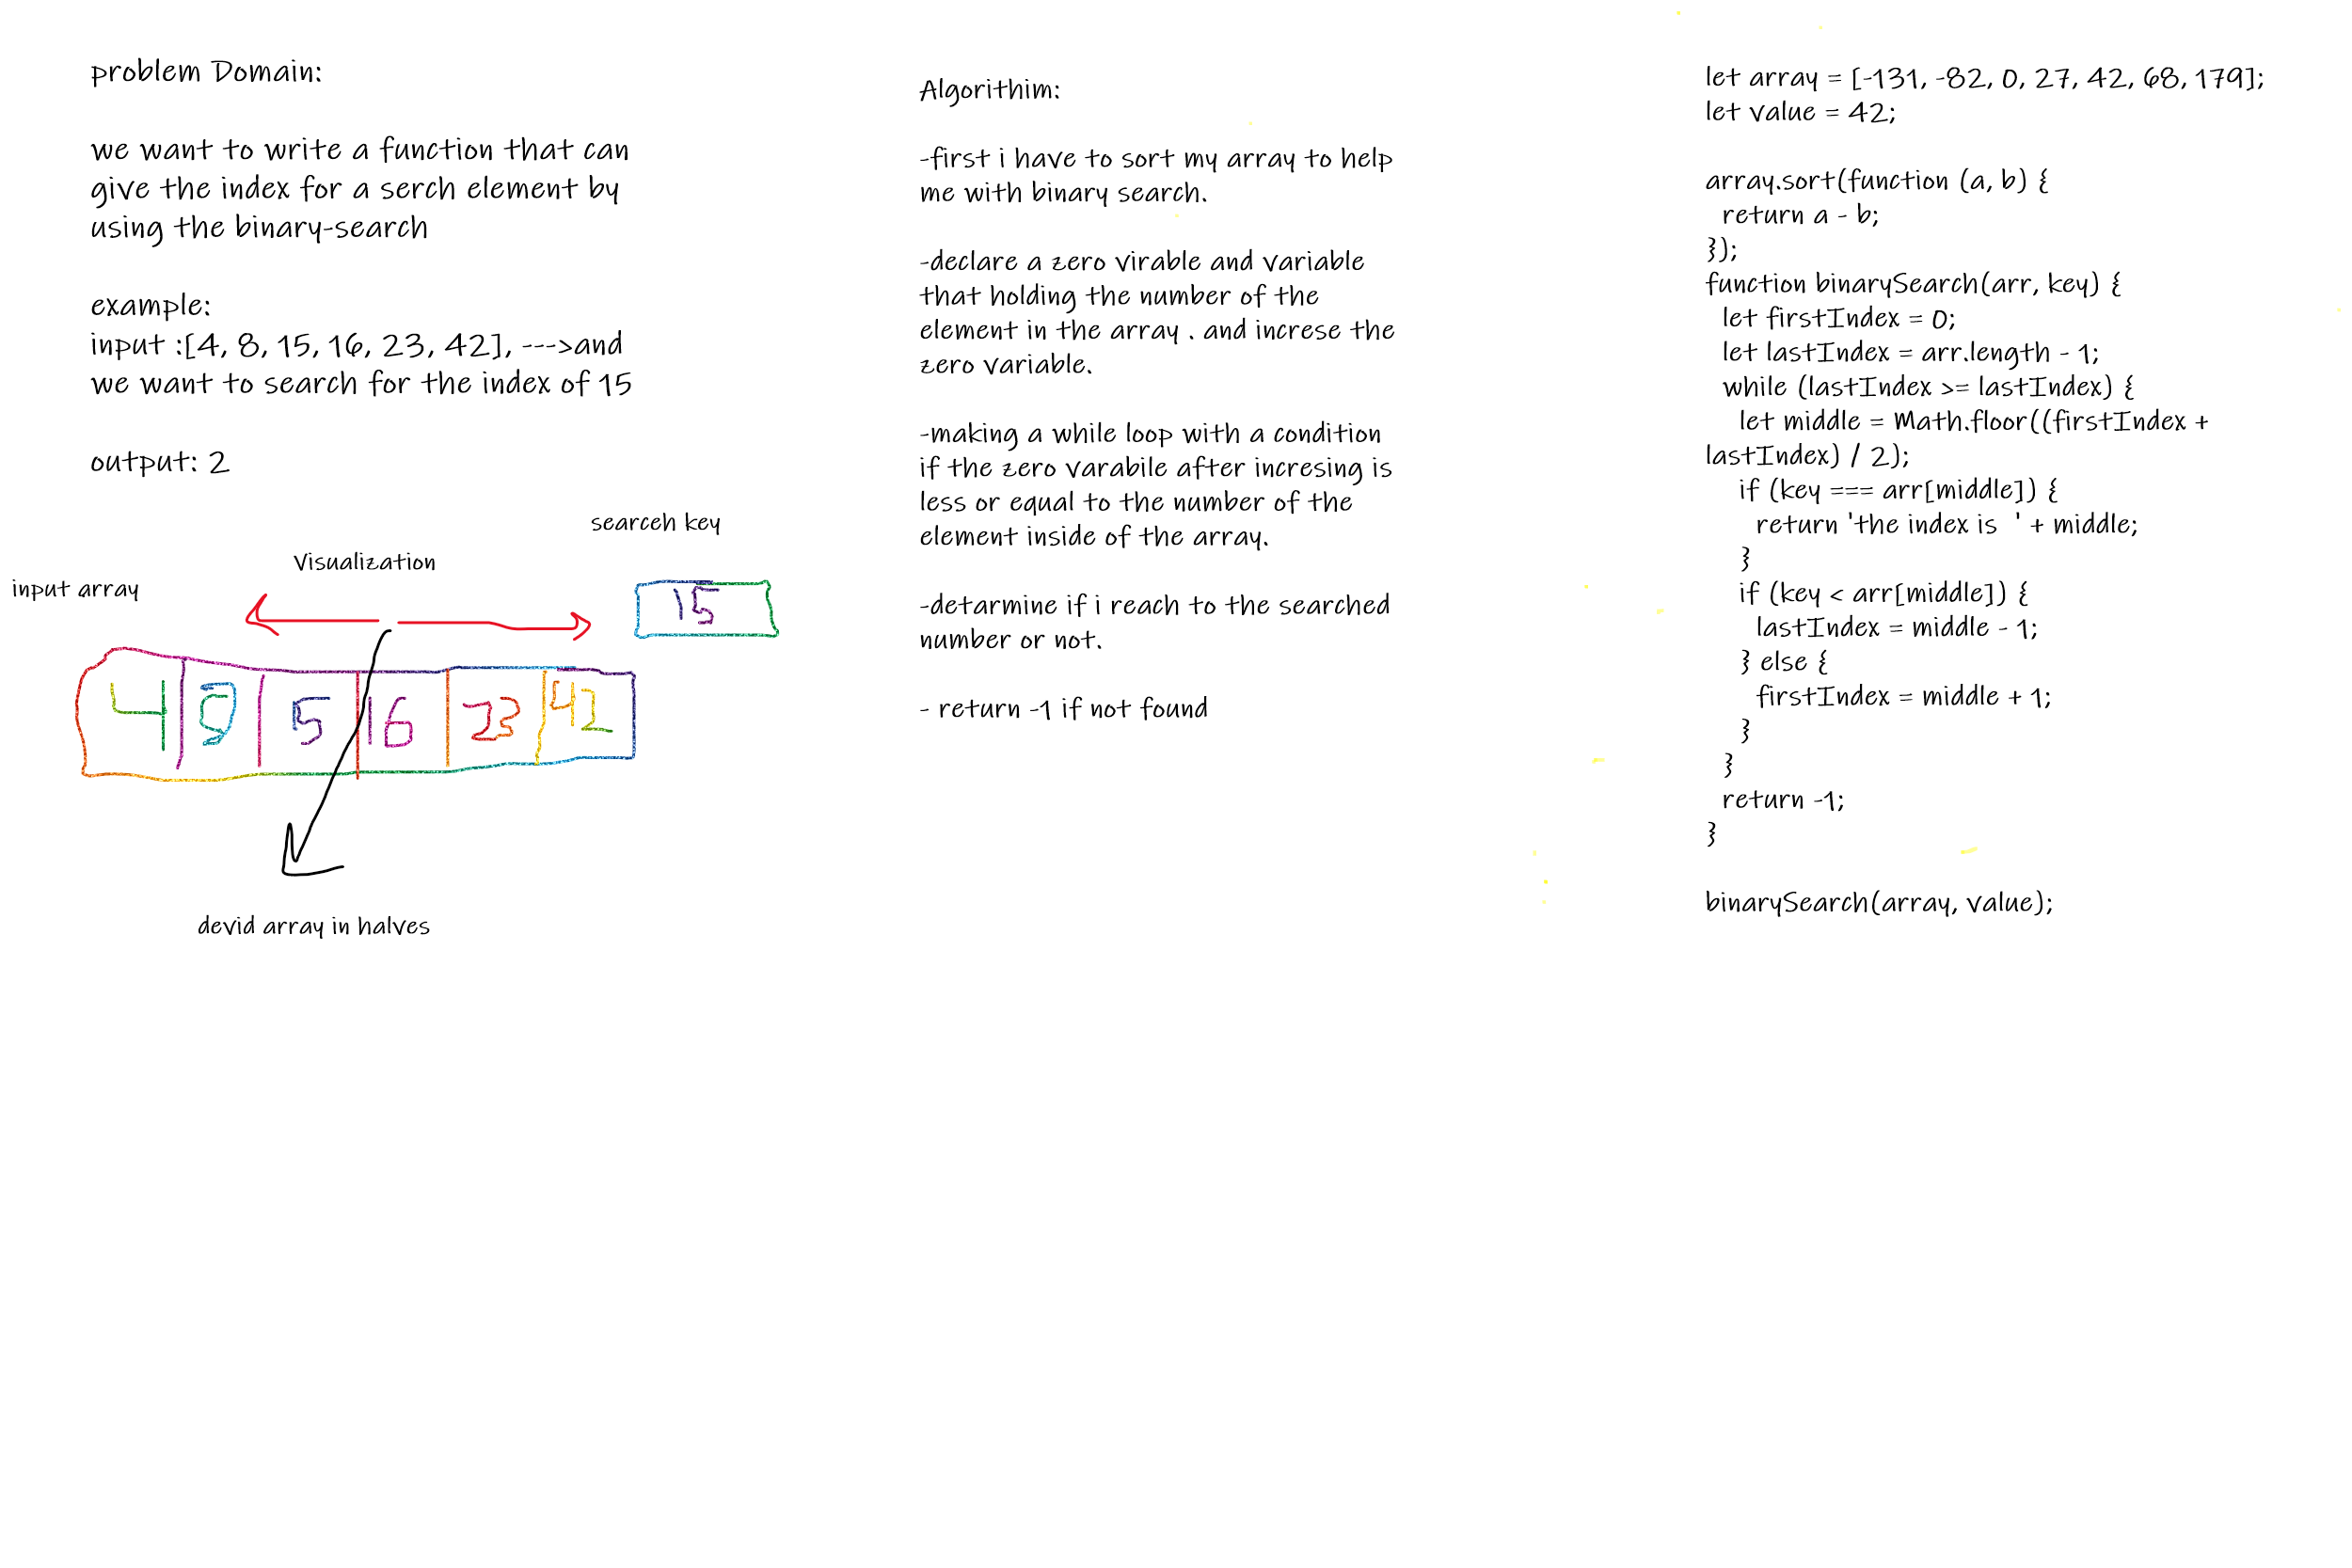 problem Domain:
we want to write a function that can
give the index for a serch element by
using the binary-search
example:
input :[4, 8, 15, 16, 23, 42], --->and
we want to search for the index of 15
output: 2
searceh key
Visualization
input array
15
4 8 5 16 23 42
devid array in halves
Algorithim:
-first i have to sort my array to help
me with binary search.
-declare a zero virable and variable
that holding the number of the
element in the array . and increse the
zero variable.
-making a while loop with a condition
if the zero varabile after incresing is
less or equal to the number of the
element inside of the array.
-detarmine if i reach to the searched
number or not.
- return -1 if not found
let array = [-131, -82, 0, 27, 42, 68, 179];
let value = 42;
array.sort(function (a, b) {
return a - b;
});
function binarySearch(arr, key) {
let firstIndex = 0;
let lastIndex = arr.length - 1;
while (lastIndex >= lastIndex) {
let middle = Math.floor((firstIndex +
lastIndex) / 2);
if (key === arr[middle]) {
return 'the index is  ' + middle;
}
if (key < arr[middle]) {
lastIndex = middle - 1;
} else {
firstIndex = middle + 1;
}
}
return -1;
}
binarySearch(array, value);